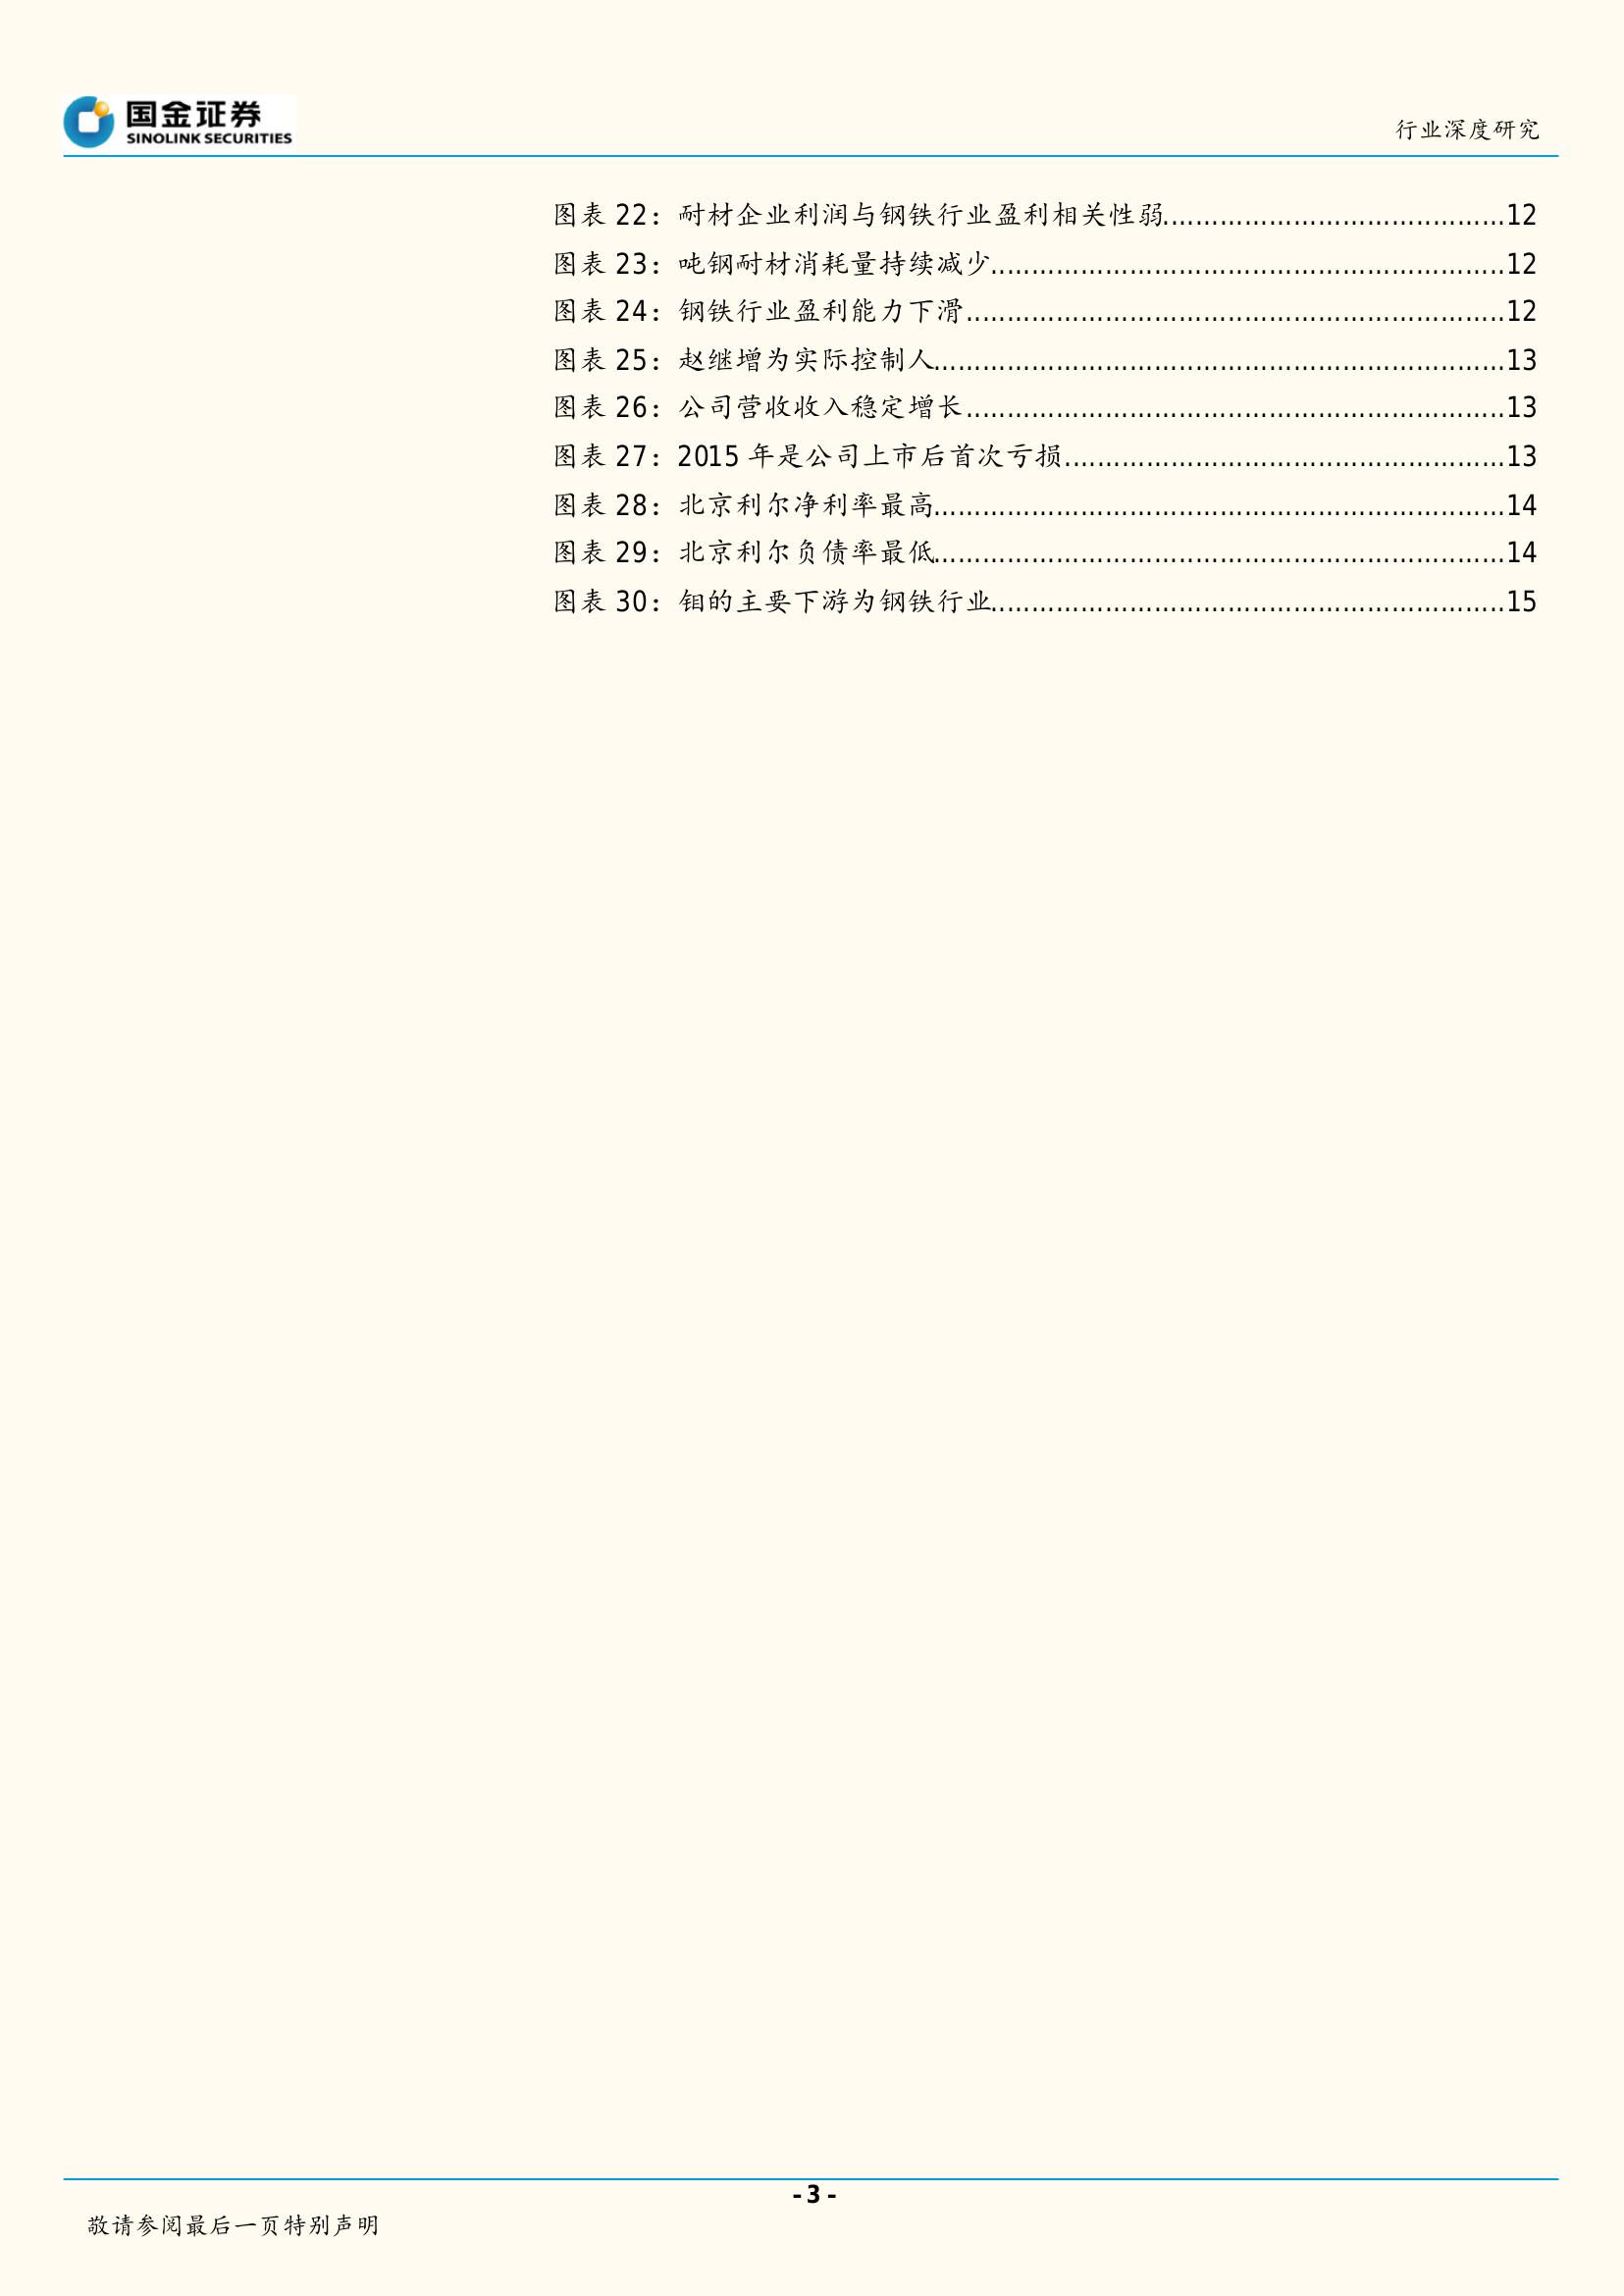 国金证券
SINOLINK SECURITIES
行业深度研究
图表 22：耐材企业利润与钢铁行业盈利相关性弱........................................12
图表 23：吨钢耐材消耗量持续减少............................................................12
图表 24：钢铁行业盈利能力下滑...............................................................12
图表 25：赵继增为实际控制人...................................................................13
图表 26：公司营收收入稳定增长...............................................................13
图表 27：2015 年是公司上市后首次亏损....................................................13
图表 28：北京利尔净利率最高...................................................................14
图表 29：北京利尔负债率最低...................................................................14
图表 30：钼的主要下游为钢铁行业............................................................15
- 3 -
敬请参阅最后一页特别声明